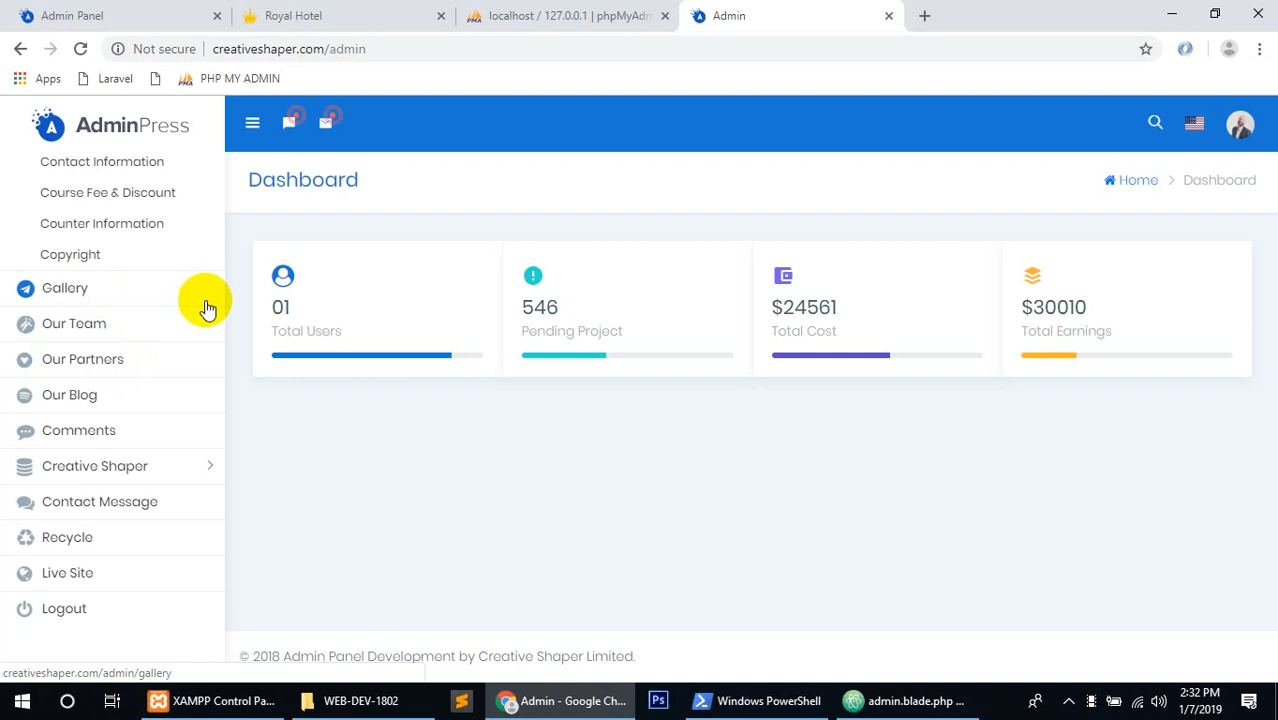 Admin Panel
Royal Hotel
localhost / 127.0.0.1 | phpMyAdm
Admin
Not secure
creativeshaper.com/admin
Apps
Laravel
PHP MY ADMIN
AdminPress
Contact Information
Course Fee & Discount
Counter Information
Copyright
Gallery
Our Team
Our Partners
Our Blog
Comments
Creative Shaper
Contact Message
Recycle
Live Site
Logout
Dashboard
Home > Dashboard
01
Total Users
546
Pending Project
$24561
Total Cost
$30010
Total Earnings
© 2018 Admin Panel Development by Creative Shaper Limited.
creativeshaper.com/admin/gallery
XAMPP Control Pa...
WEB-DEV-1802
Admin - Google Ch...
Ps
Windows PowerShell
admin.blade.php ...
2:32 PM
1/7/2019